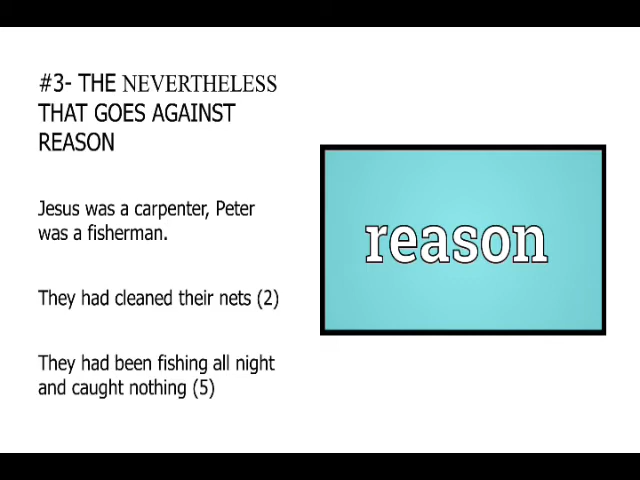 #3- THE NEVERTHELESS
THAT GOES AGAINST
REASON
Jesus was a carpenter, Peter
was a fisherman.
They had cleaned their nets (2)
They had been fishing all night
and caught nothing (5)
reason